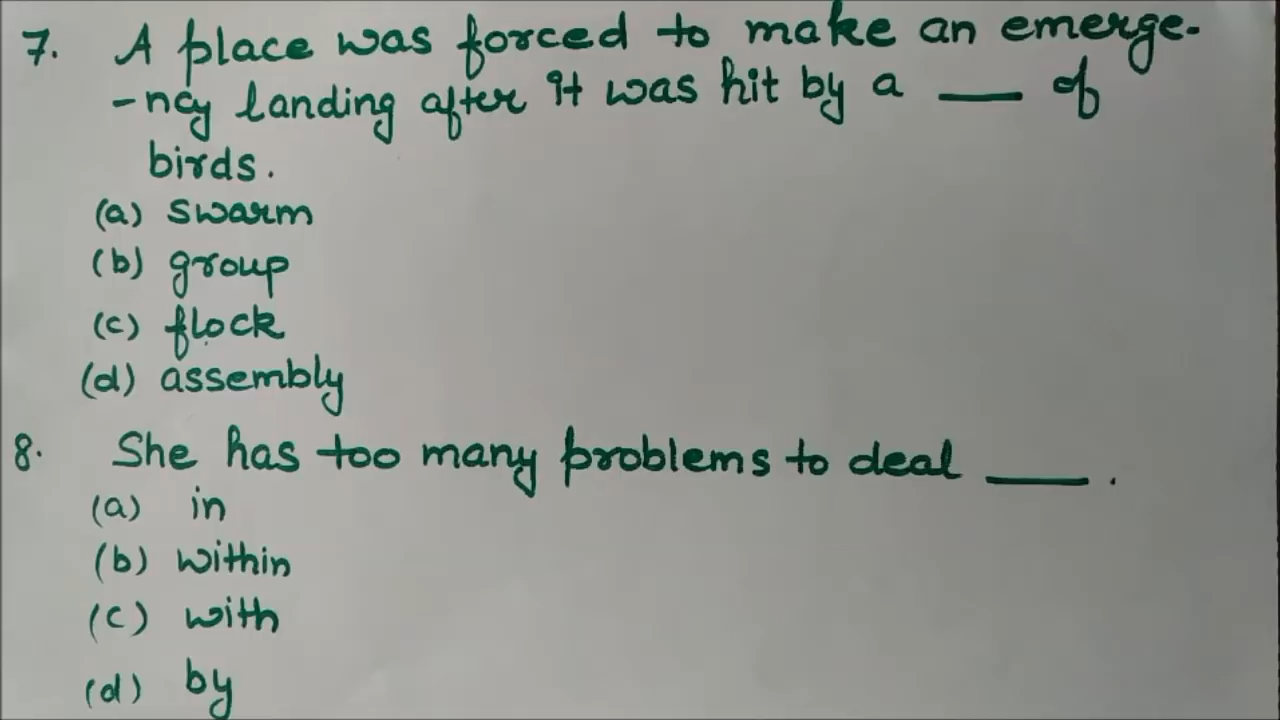 7. A place was forced to make an emerge-
-ncy landing after it was hit by a ___ of
birds.
(a) swarm
(b) group
(c) flock
(d) assembly
8. She has too many problems to deal ___.
(a) in
(b) within
(c) with
(d) by